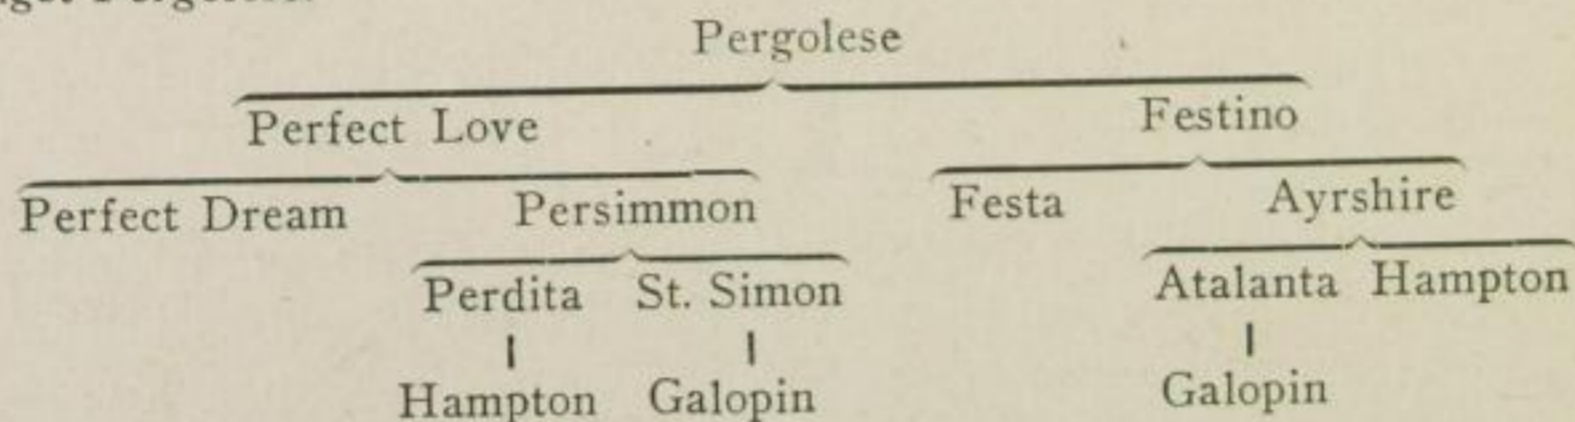 Pergolese
Perfect Love Festino
Perfect Dream Persimmon Festa Ayrshire
Perdita St. Simon Atalanta Hampton
Hampton Galopin Galopin